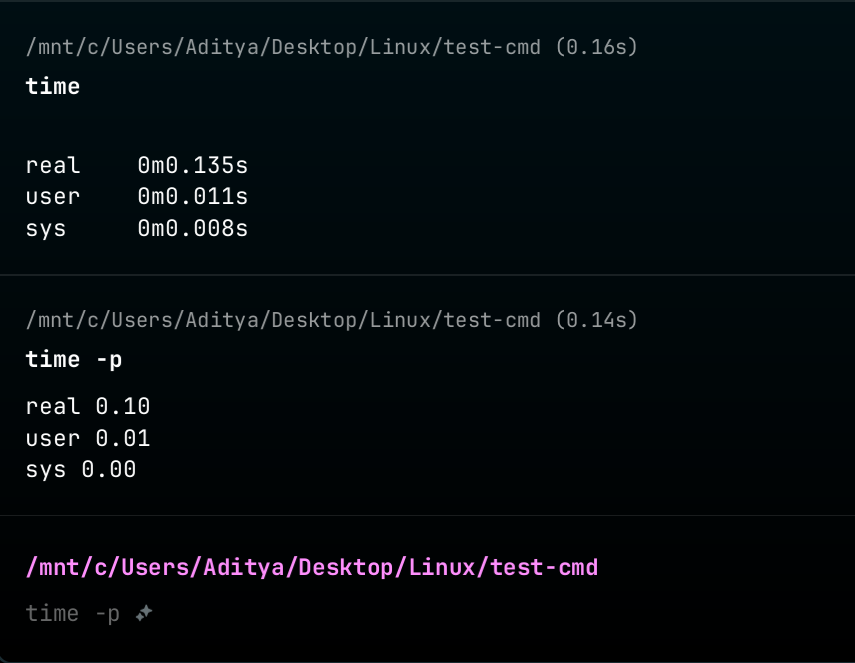 /mnt/c/Users/Aditya/Desktop/Linux/test-cmd (0.16s)
time
real    0m0.135s
user    0m0.011s
sys     0m0.008s
/mnt/c/Users/Aditya/Desktop/Linux/test-cmd (0.14s)
time -p
real 0.10
user 0.01
sys 0.00
/mnt/c/Users/Aditya/Desktop/Linux/test-cmd
time -p